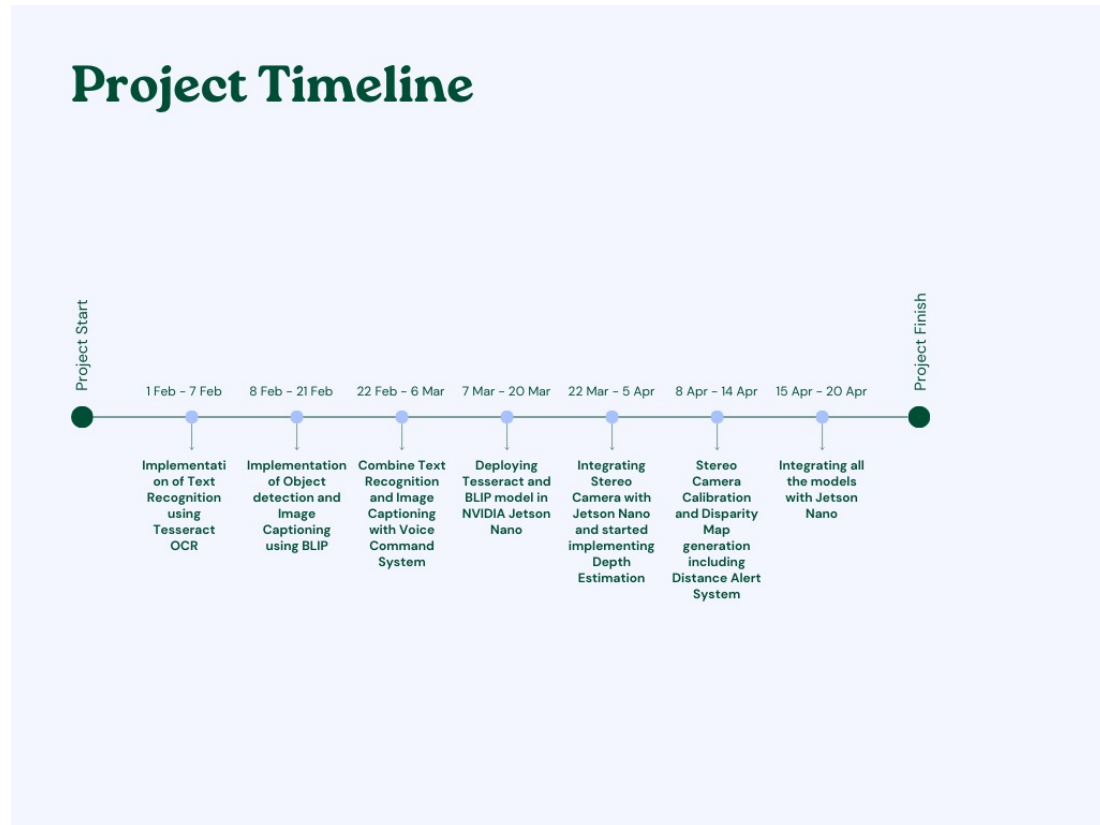 Project Timeline
Project Start
Project Finish
1 Feb - 7 Feb
8 Feb - 21 Feb
22 Feb - 6 Mar
7 Mar - 20 Mar
22 Mar - 5 Apr
8 Apr - 14 Apr
15 Apr - 20 Apr
Implementati
on of Text
Recognition
using
Tesseract
OCR
Implementation
of Object
detection and
Image
Captioning
using BLIP
Combine Text
Recognition
and Image
Captioning
with Voice
Command
System
Deploying
Tesseract and
BLIP model in
NVIDIA Jetson
Nano
Integrating
Stereo
Camera with
Jetson Nano
and started
implementing
Depth
Estimation
Stereo
Camera
Calibration
and Disparity
Map
generation
including
Distance Alert
System
Integrating all
the models
with Jetson
Nano